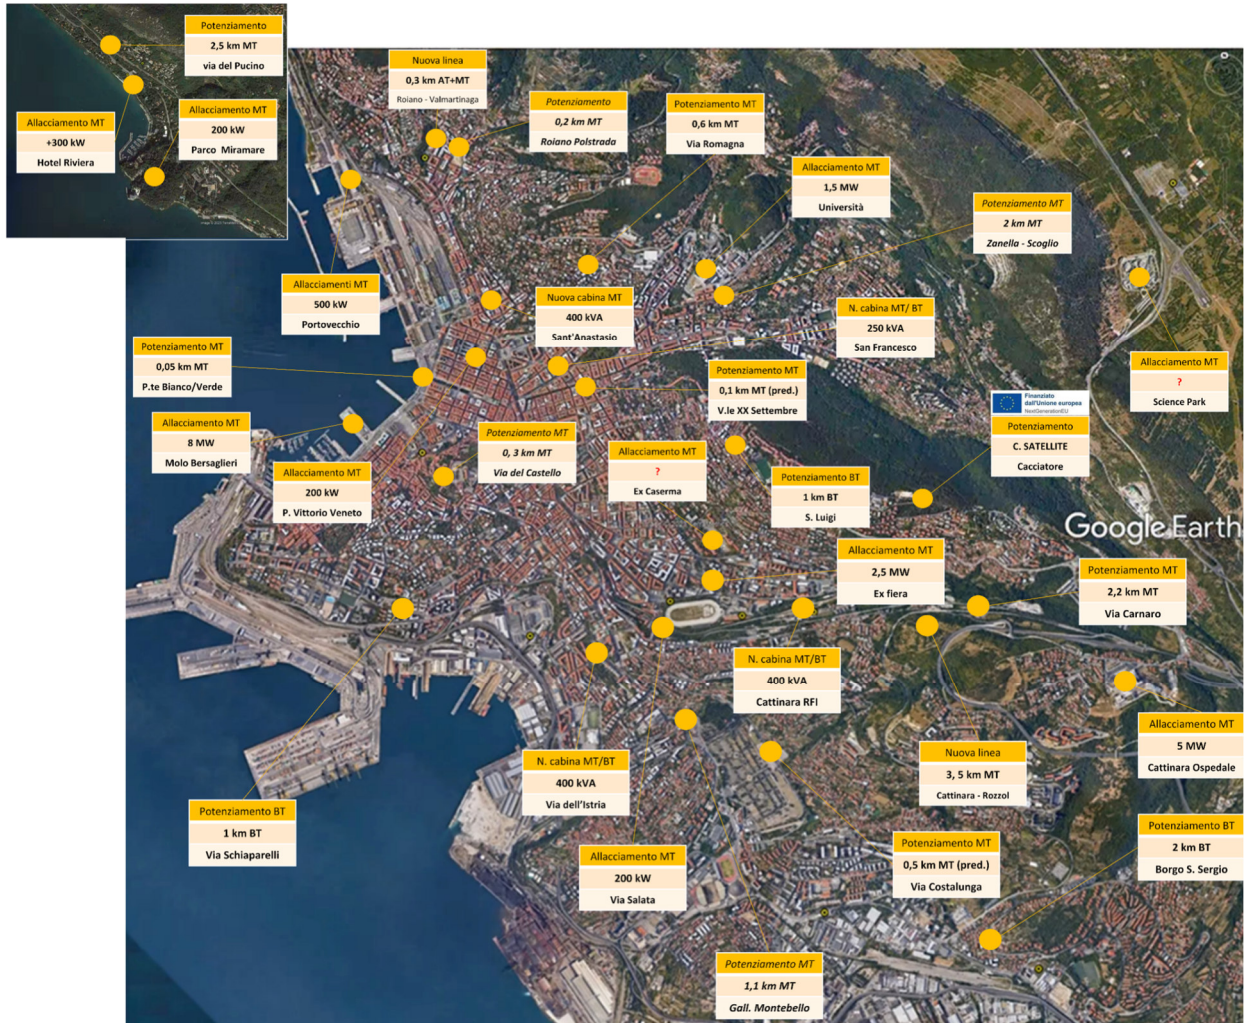 Potenziamento
2,5 km MT
via del Pucino
Allacciamento MT
+300 kW
Hotel Riviera
Allacciamento MT
200 kW
Parco Miramare
Nuova linea
0,3 km AT+MT
Roiano - Valmartinaga
Potenziamento
0,2 km MT
Roiano Polstrada
Potenziamento MT
0,6 km MT
Via Romagna
Allacciamento MT
1,5 MW
Università
Potenziamento MT
2 km MT
Zanella - Scoglio
Allacciamenti MT
500 kW
Portovecchio
Nuova cabina MT
400 kVA
Sant'Anastasio
N. cabina MT/ BT
250 kVA
San Francesco
Potenziamento MT
0,05 km MT
P.te Bianco/Verde
Potenziamento MT
0,1 km MT (pred.)
V.le XX Settembre
Allacciamento MT
?
Science Park
Finanziato
dall'Unione europea
NextGenerationEU
Potenziamento
C. SATELLITE
Cacciatore
Allacciamento MT
8 MW
Molo Bersaglieri
Potenziamento MT
0, 3 km MT
Via del Castello
Allacciamento MT
?
Ex Caserma
Allacciamento MT
200 kW
P. Vittorio Veneto
Potenziamento BT
1 km BT
S. Luigi
Google Earth
Allacciamento MT
2,5 MW
Ex fiera
Potenziamento MT
2,2 km MT
Via Carnaro
N. cabina MT/BT
400 kVA
Cattinara RFI
Allacciamento MT
5 MW
Cattinara Ospedale
Nuova linea
3, 5 km MT
Cattinara - Rozzol
N. cabina MT/BT
400 kVA
Via dell'Istria
Potenziamento BT
1 km BT
Via Schiaparelli
Potenziamento BT
2 km BT
Borgo S. Sergio
Potenziamento MT
0,5 km MT (pred.)
Via Costalunga
Allacciamento MT
200 kW
Via Salata
Potenziamento MT
1,1 km MT
Gall. Montebello